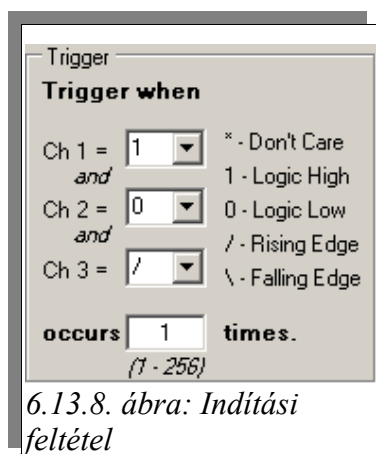 Trigger
Trigger when
Ch 1 = 1
and
Ch 2 = 0
and
Ch 3 = /
* - Don't Care
1 - Logic High
0 - Logic Low
/ - Rising Edge
\ - Falling Edge
occurs 1 times.
(1 - 256)
6.13.8. ábra: Indítási
feltétel